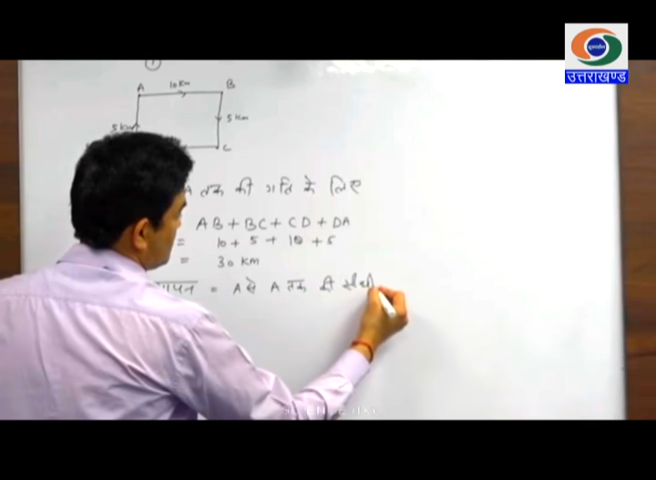 उत्तराखण्ड
1
A 10 Km B
5 Km
5 Km
C
A तक की गति के लिए
AB + BC + CD + DA
= 10 + 5 + 10 + 5
= 30 KM
= A से A तक की सीधी